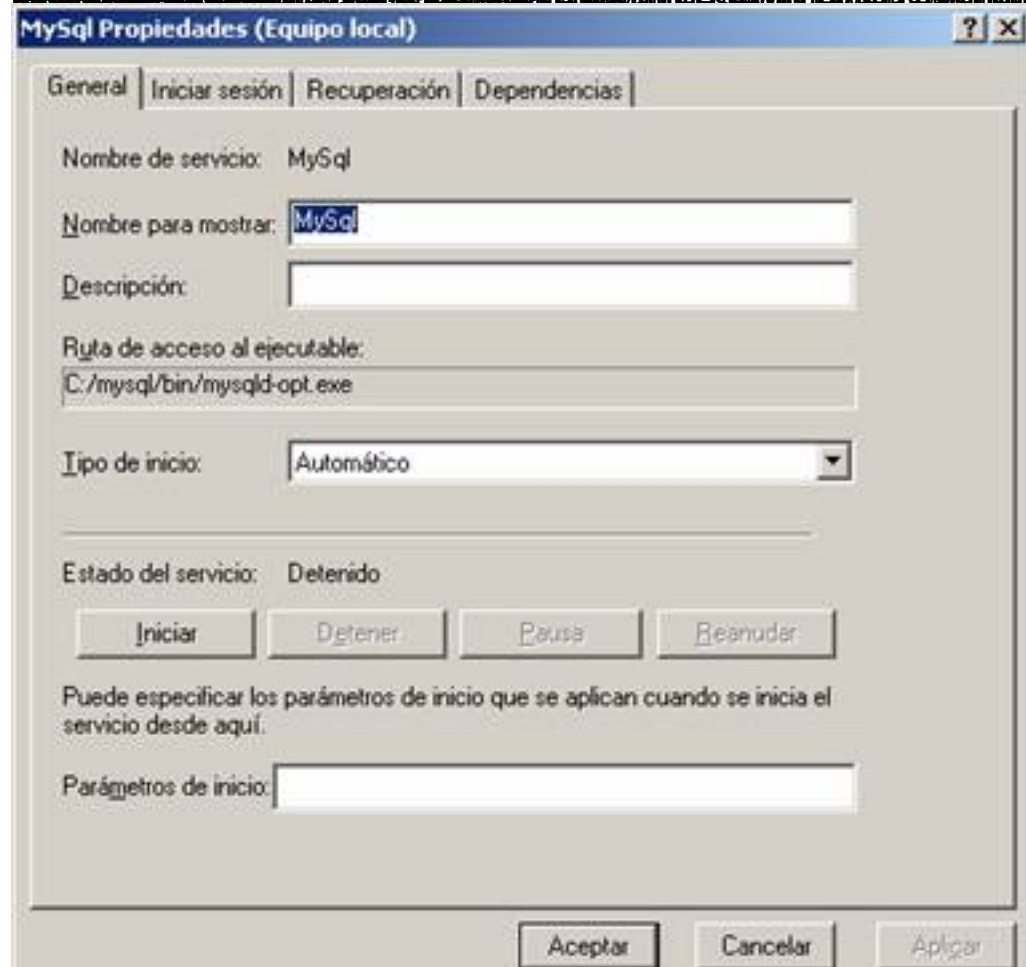 MySql Propiedades (Equipo local)
General Iniciar sesión Recuperación Dependencias
Nombre de servicio: MySql
Nombre para mostrar: MySql
Descripción:
Ruta de acceso al ejecutable:
C:/mysql/bin/mysqld-opt.exe
Tipo de inicio: Automático
Estado del servicio: Detenido
Iniciar Detener Pausa Reanudar
Puede especificar los parámetros de inicio que se aplican cuando se inicia el
servicio desde aquí.
Parámetros de inicio:
Aceptar Cancelar Aplicar